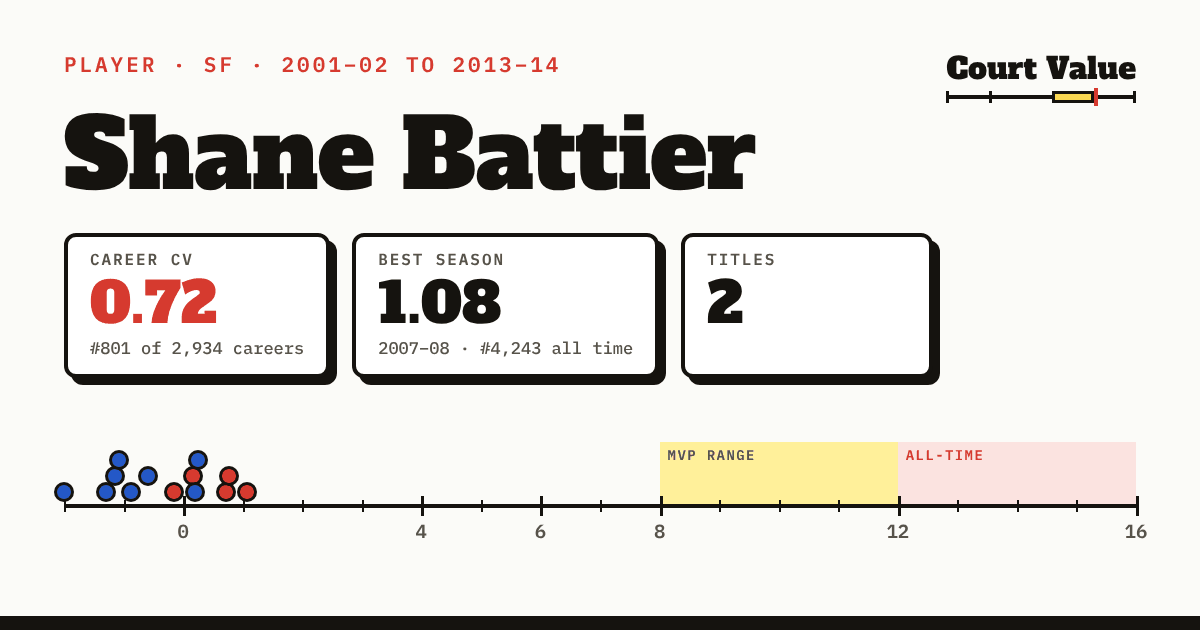 PLAYER · SF · 2001–02 TO 2013–14
Court Value
Shane Battier
CAREER CV
0.72
#801 of 2,934 careers
BEST SEASON
1.08
2007–08 · #4,243 all time
TITLES
2
MVP RANGE
ALL-TIME
0 4 6 8 12 16